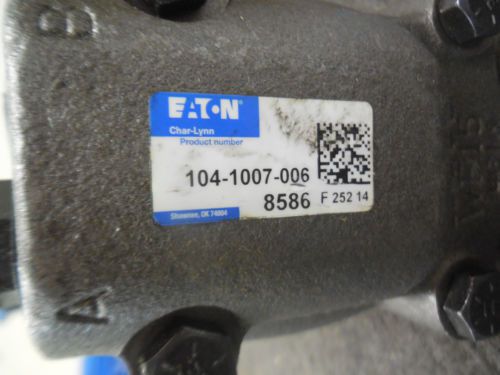 B
EATON
Char-Lynn
Product number
104-1007-006
8586 F 252 14
Shawnee, OK 74804
A